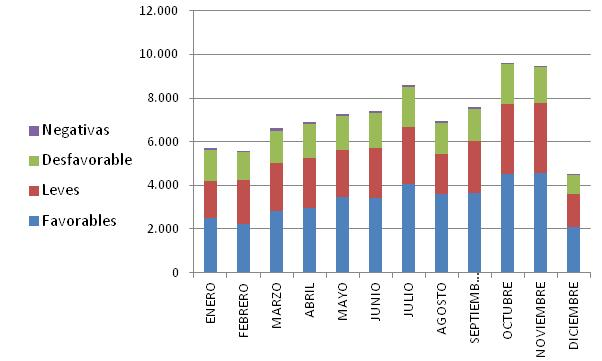 12.000
10.000
8.000
6.000
4.000
2.000
0
Negativas
Desfavorable
Leves
Favorables
ENERO
FEBRERO
MARZO
ABRIL
MAYO
JUNIO
JULIO
AGOSTO
SEPTIEMB...
OCTUBRE
NOVIEMBRE
DICIEMBRE